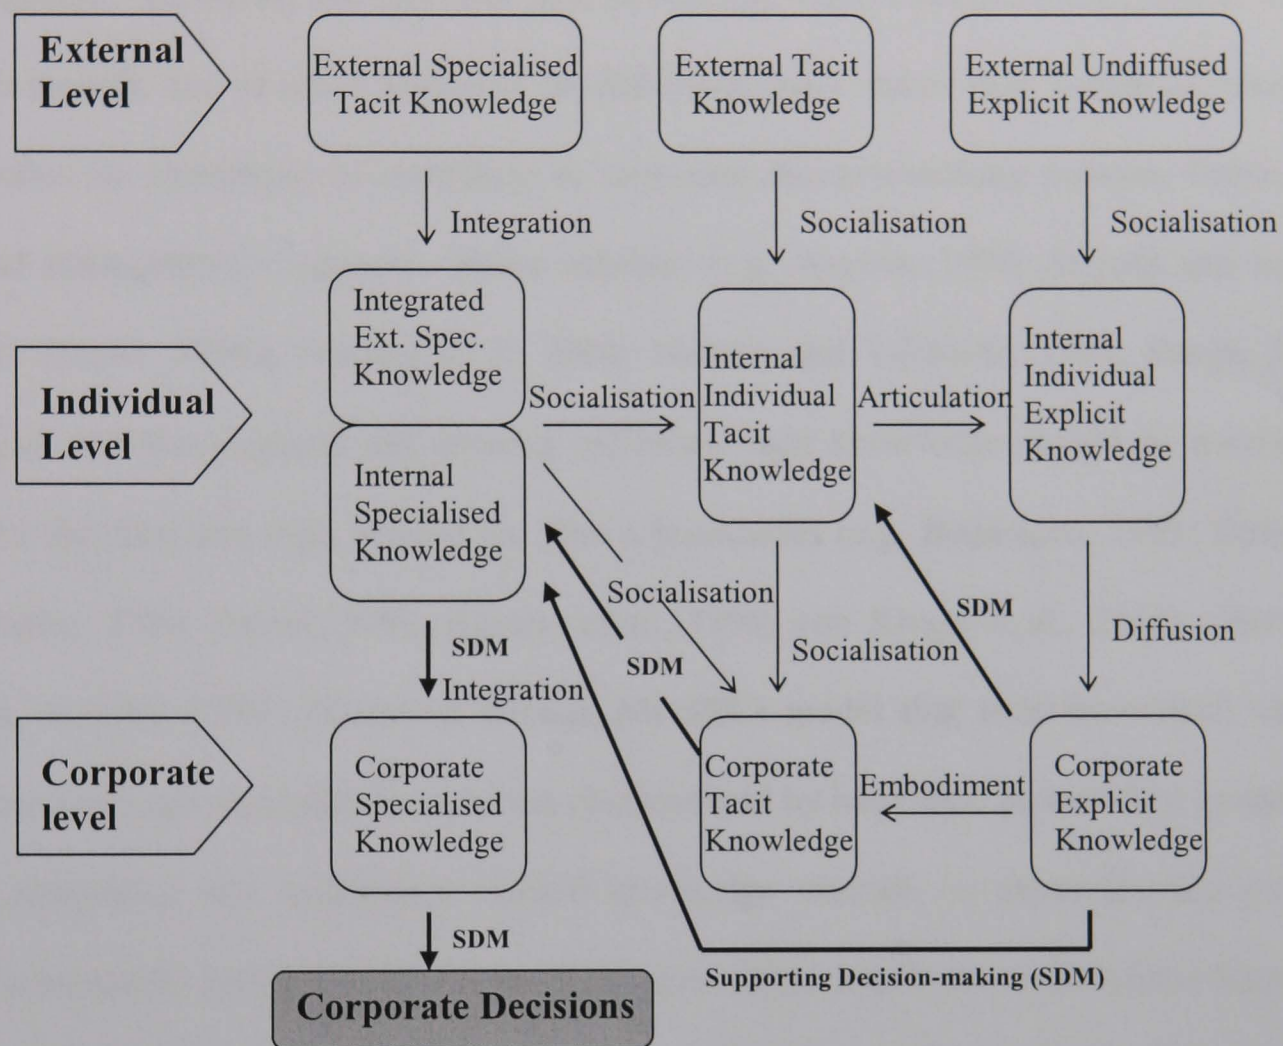 External
Level
External Specialised
Tacit Knowledge
External Tacit
Knowledge
External Undiffused
Explicit Knowledge
Integration
Socialisation
Socialisation
Individual
Level
Integrated
Ext. Spec.
Knowledge
Internal
Specialised
Knowledge
Socialisation
Internal
Individual
Tacit
Knowledge
Articulation
Internal
Individual
Explicit
Knowledge
SDM
Integration
Socialisation
SDM
Socialisation
SDM
Diffusion
Corporate
level
Corporate
Specialised
Knowledge
Corporate
Tacit
Knowledge
Embodiment
Corporate
Explicit
Knowledge
SDM
Supporting Decision-making (SDM)
Corporate Decisions